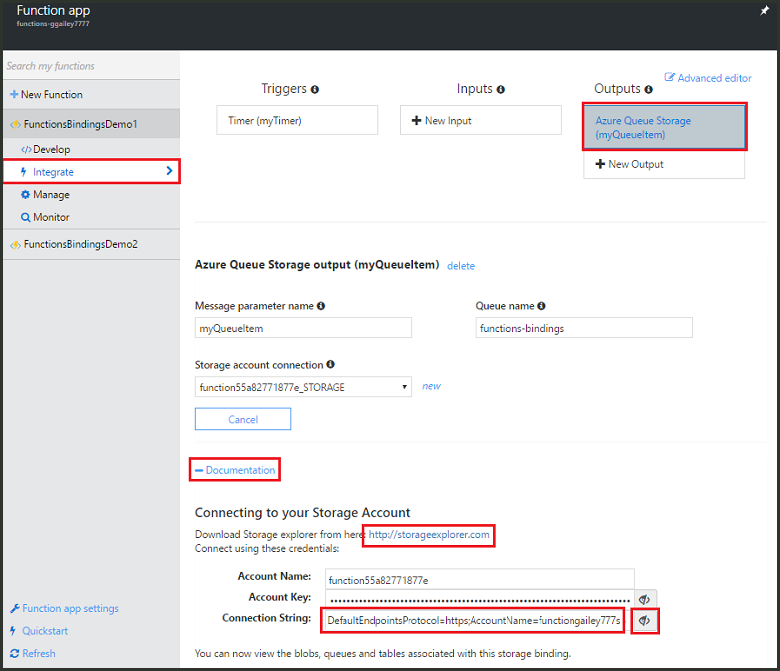 Function app
functions-ggailey7777
Search my functions
New Function
FunctionsBindingsDemo1
Develop
Integrate
Manage
Monitor
FunctionsBindingsDemo2
Function app settings
Quickstart
Refresh
Advanced editor
Triggers
Inputs
Outputs
Timer (myTimer)
New Input
Azure Queue Storage
(myQueueItem)
New Output
Azure Queue Storage output (myQueueItem) delete
Message parameter name
Queue name
myQueueItem
functions-bindings
Storage account connection
function55a82771877e_STORAGE
new
Cancel
Documentation
Connecting to your Storage Account
Download Storage explorer from here: http://storageexplorer.com
Connect using these credentials:
Account Name: function55a82771877e
Account Key:
Connection String: DefaultEndpointsProtocol=https;AccountName=functiongailey777s
You can now view the blobs, queues and tables associated with this storage binding.